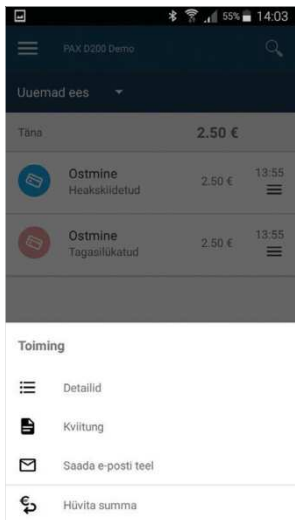 55% 14:03
PAX D200 Demo
Uuemad ees
Täna 2.50 €
Ostmine 2.50 € 13:55
Heakskiidetud
Ostmine 2.50 € 13:55
Tagasilükatud
Toiming
Detailid
Kviitung
Saada e-posti teel
Hüvita summa